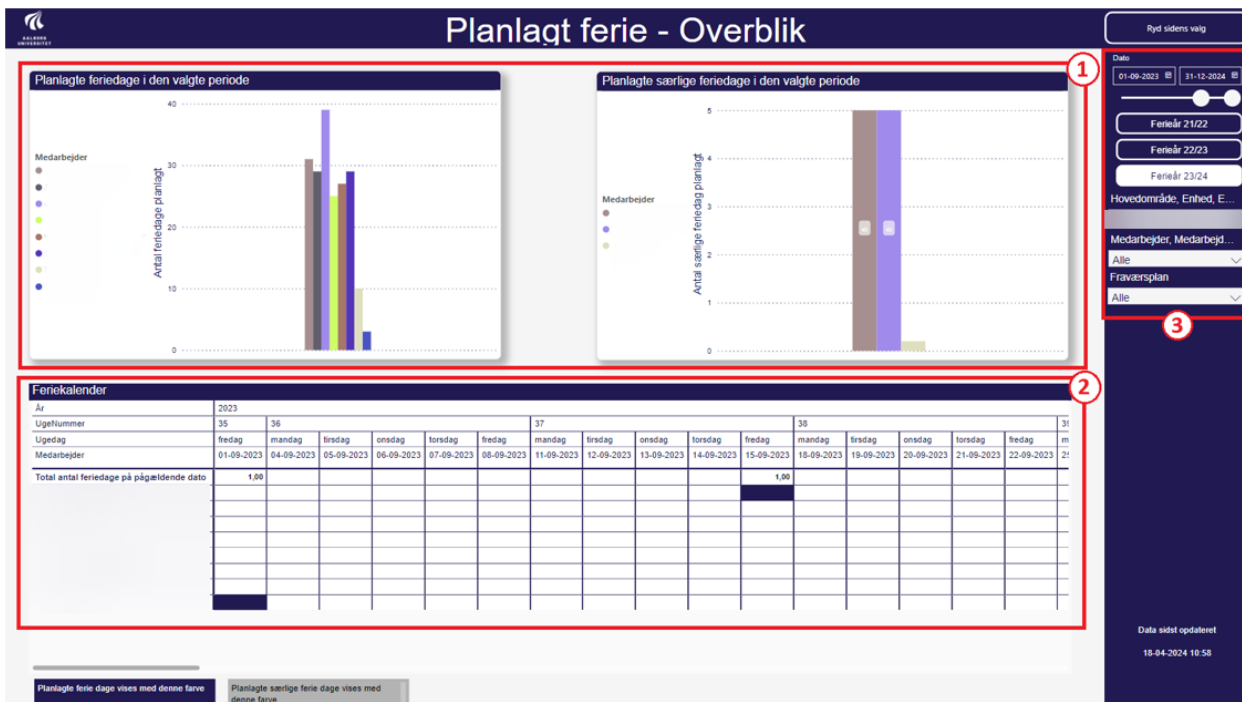 AALBORG
UNIVERSITET
Planlagt ferie - Overblik
Ryd sidens valg
1
Planlagte feriedage i den valgte periode
Medarbejder
Antal feriedage planlagt
40
30
20
10
0
Planlagte særlige feriedage i den valgte periode
Medarbejder
Antal særlige feriedag planlagt
5
4
3
2
1
0
Dato
01-09-2023 31-12-2024
Ferieår 21/22
Ferieår 22/23
Ferieår 23/24
Hovedområde, Enhed, E...
Medarbejder, Medarbejd...
Alle
Fraværsplan
Alle
3
2
Feriekalender
År 2023
UgeNummer 35 36 37 38 39
Ugedag fredag mandag tirsdag onsdag torsdag fredag mandag tirsdag onsdag torsdag fredag mandag tirsdag onsdag torsdag fredag m
Medarbejder 01-09-2023 04-09-2023 05-09-2023 06-09-2023 07-09-2023 08-09-2023 11-09-2023 12-09-2023 13-09-2023 14-09-2023 15-09-2023 18-09-2023 19-09-2023 20-09-2023 21-09-2023 22-09-2023 25
Total antal feriedage på pågældende dato 1,00 1,00
Data sidst opdateret
18-04-2024 10:58
Planlagte ferie dage vises med denne farve
Planlagte særlige ferie dage vises med
denne farve